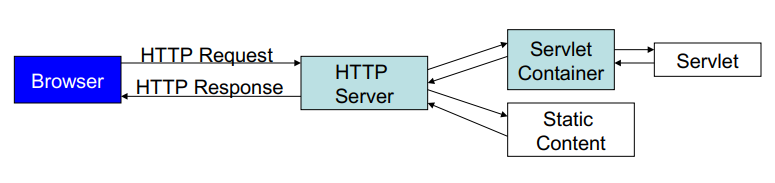 Browser
HTTP Request
HTTP Response
HTTP
Server
Servlet
Container
Servlet
Static
Content